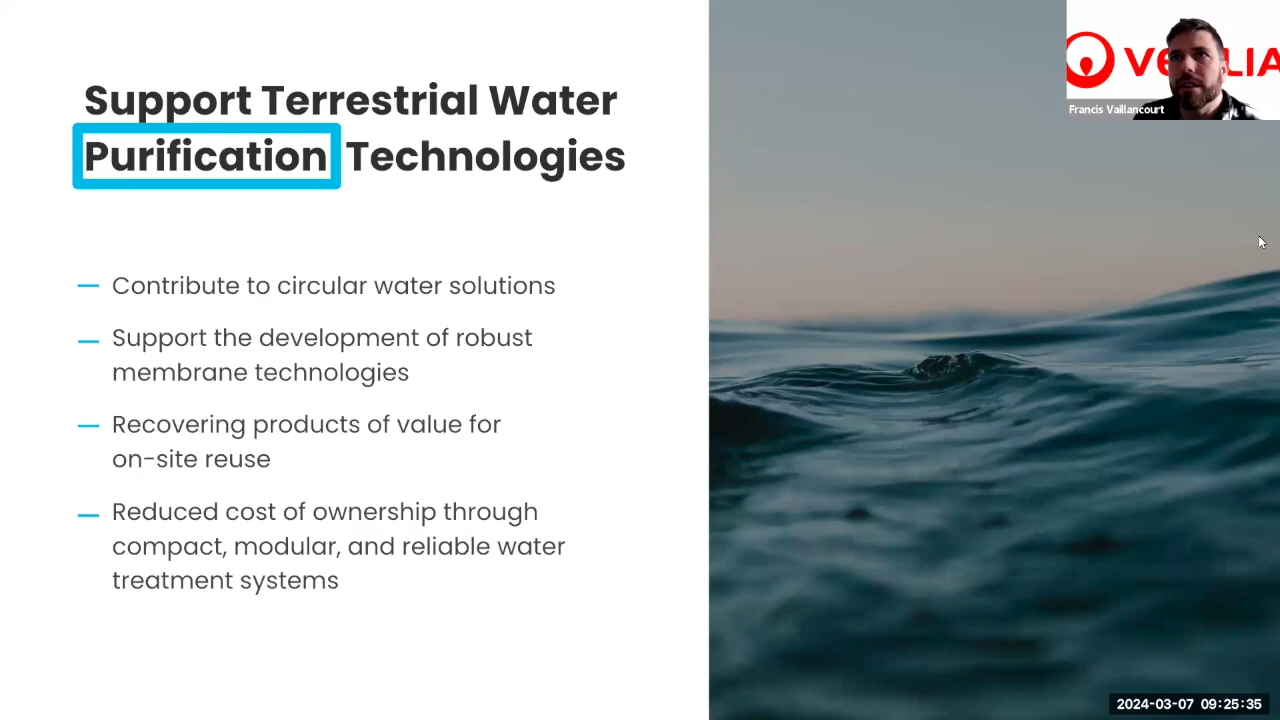 Support Terrestrial Water
Purification Technologies
Contribute to circular water solutions
Support the development of robust
membrane technologies
Recovering products of value for
on-site reuse
Reduced cost of ownership through
compact, modular, and reliable water
treatment systems
Francis Vaillancourt
2024-03-07 09:25:35